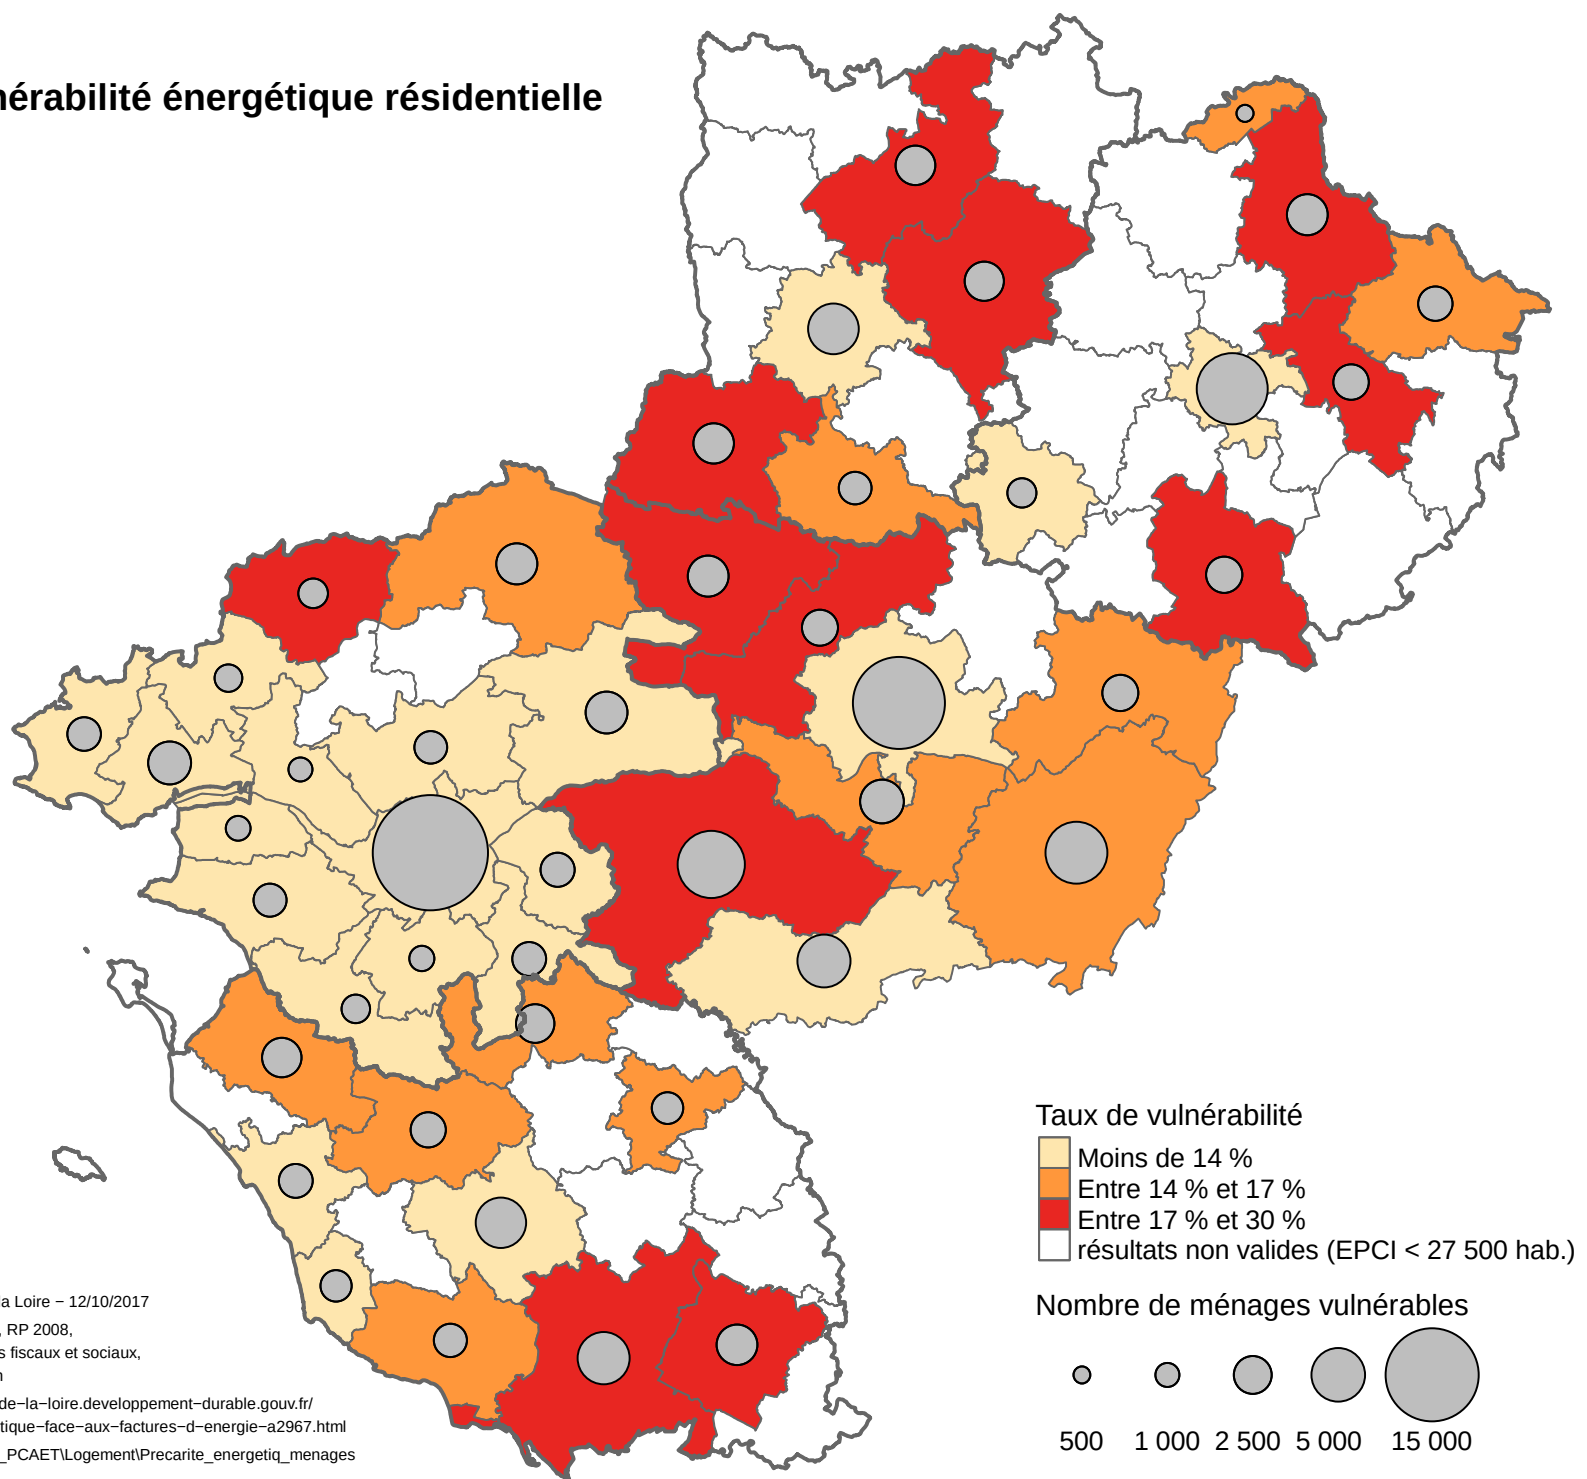 nérabilité énergétique résidentielle
Taux de vulnérabilité
Moins de 14 %
Entre 14 % et 17 %
Entre 17 % et 30 %
résultats non valides (EPCI < 27 500 hab.)
Nombre de ménages vulnérables
500 1 000 2 500 5 000 15 000
la Loire − 12/10/2017
, RP 2008,
s fiscaux et sociaux,
de−la−loire.developpement−durable.gouv.fr/
tique−face−aux−factures−d−energie−a2967.html
_PCAET\Logement\Precarite_energetiq_menages